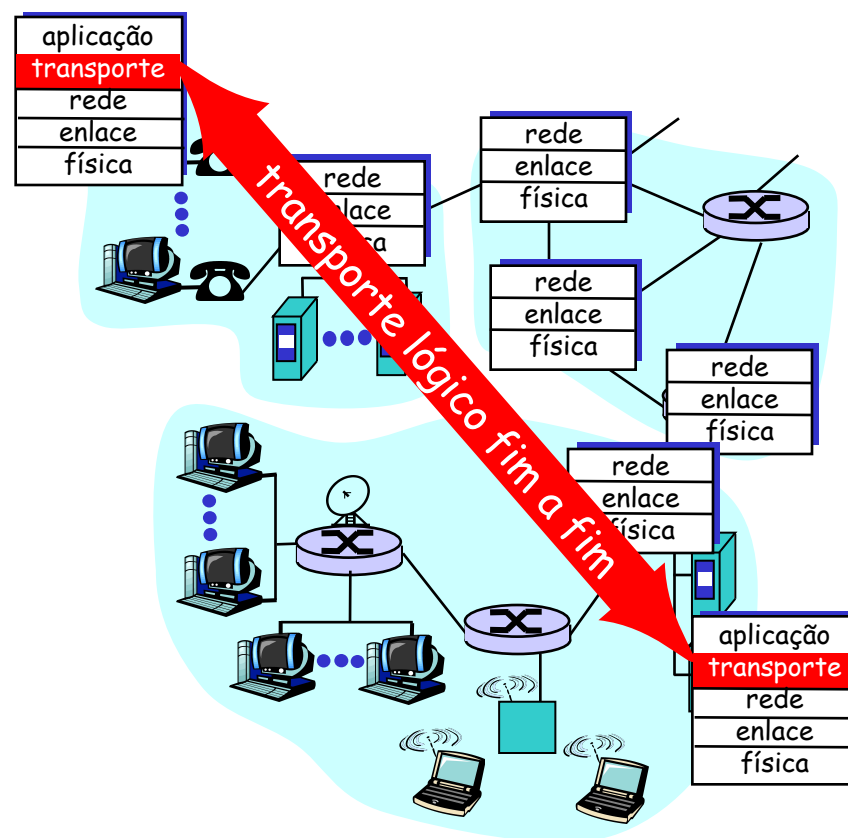 aplicação
transporte
rede
enlace
física
rede
enlace
física
rede
física
transporte lógico fim a fim
rede
enlace
física
rede
enlace
física
rede
enlace
física
aplicação
transporte
rede
enlace
física